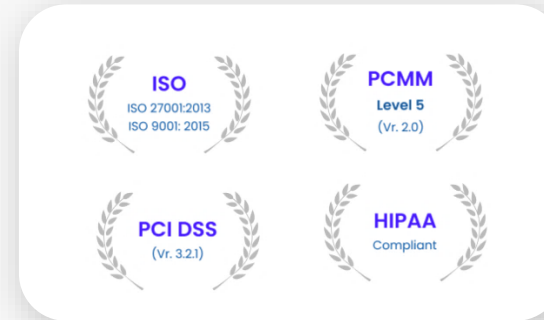 ISO
ISO 27001:2013
ISO 9001: 2015
PCMM
Level 5
(Vr. 2.0)
PCI DSS
(Vr. 3.2.1)
HIPAA
Compliant